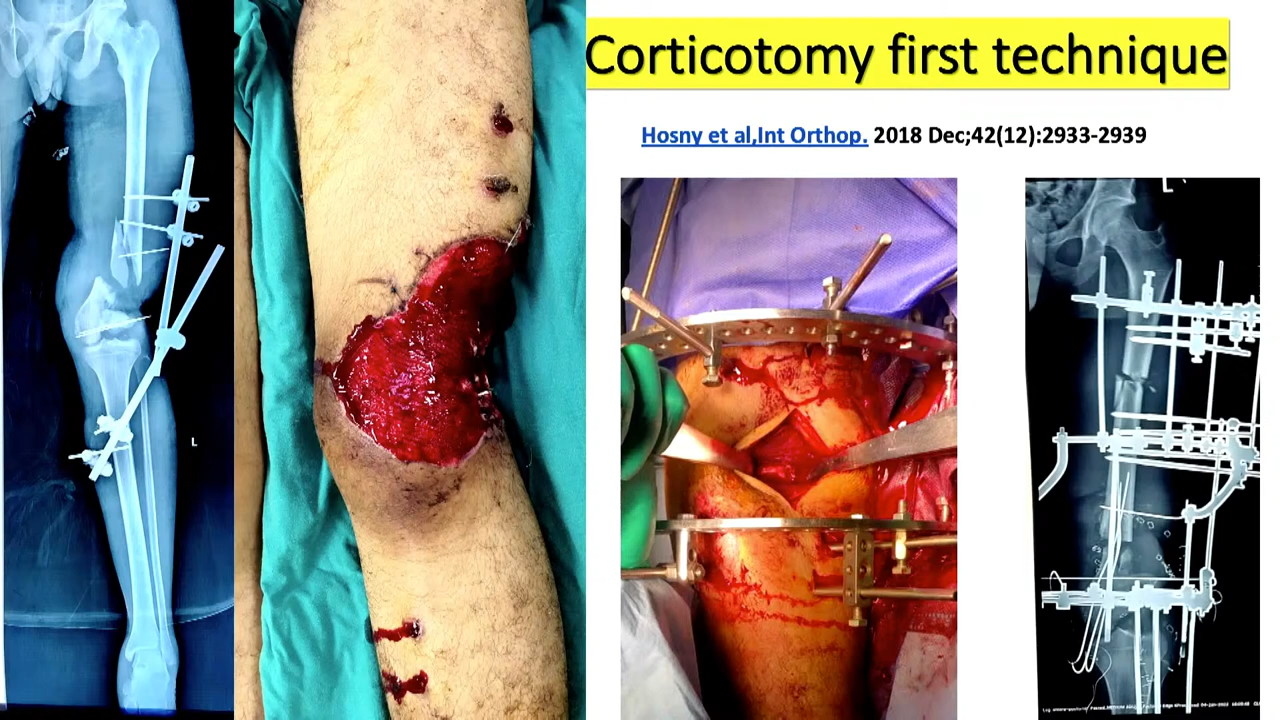 Corticotomy first technique
Hosny et al,Int Orthop. 2018 Dec;42(12):2933-2939
L
L